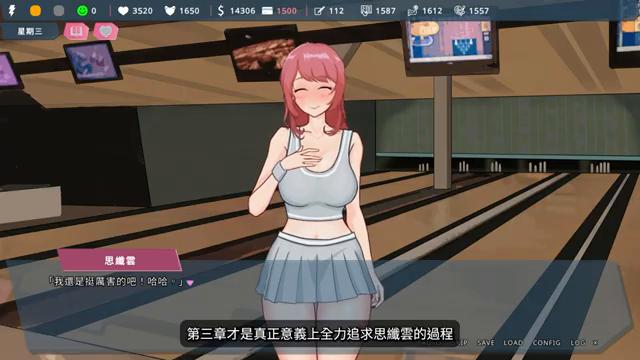 0 3520 1650 $ 14306 1500 112 1587 1612 1557
星期三
思纖雲
「我還是挺厲害的吧！哈哈。」
第三章才是真正意義上全力追求思纖雲的過程
SAVE LOAD CONFIG LOG ×